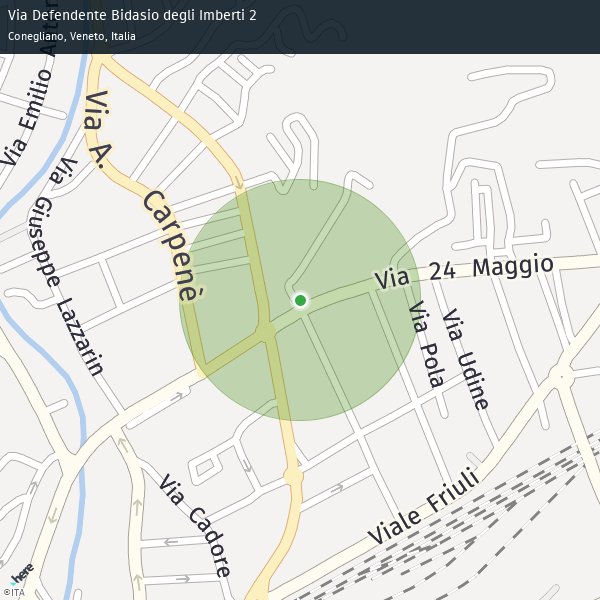 Via Defendente Bidasio degli Imberti 2
Conegliano, Veneto, Italia
Via Emilio
Via A.
Carpenè
Via Giuseppe Lazzarin
Via 24 Maggio
Via Pola
Via Udine
Viale Friuli
Via Cadore
here
©ITA